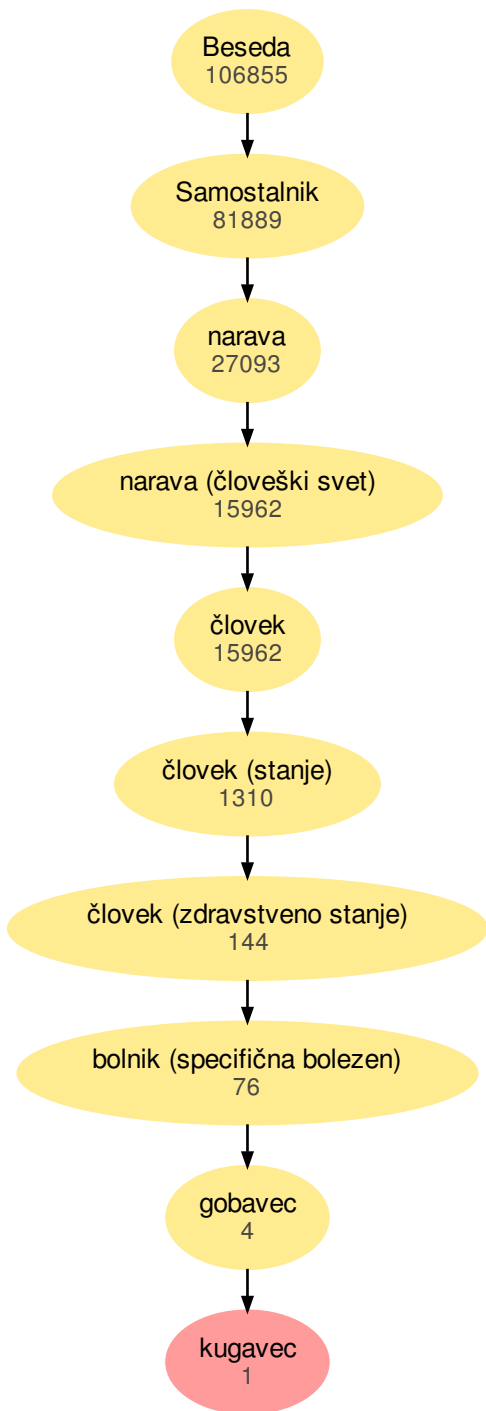 Beseda
106855
Samostalnik
81889
narava
27093
narava (človeški svet)
15962
človek
15962
človek (stanje)
1310
človek (zdravstveno stanje)
144
bolnik (specifična bolezen)
76
gobavec
4
kugavec
1